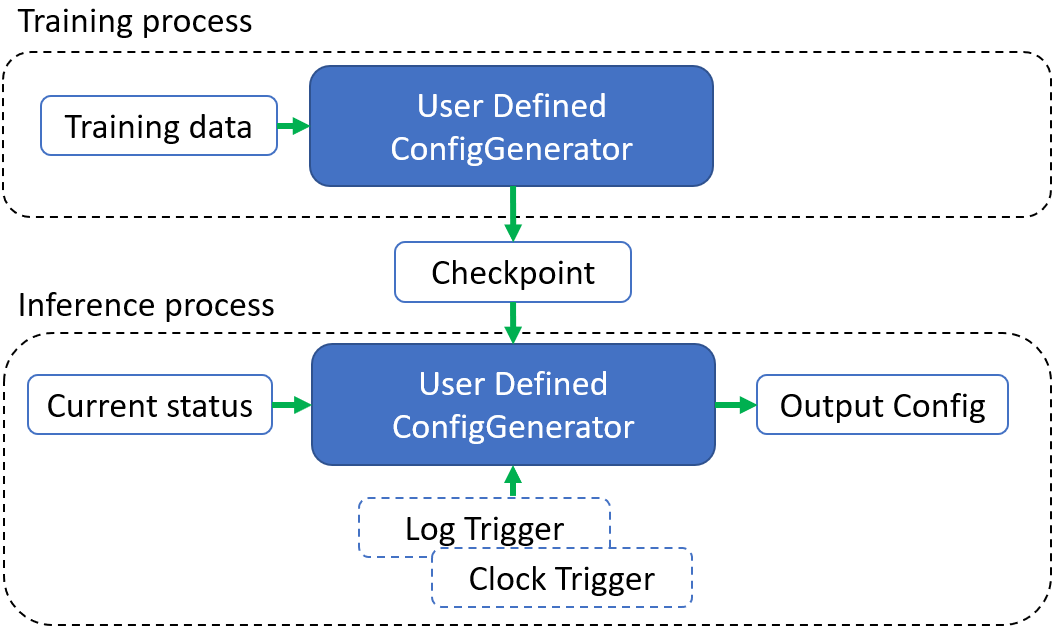 Training process
Training data
User Defined
ConfigGenerator
Checkpoint
Inference process
Current status
User Defined
ConfigGenerator
Output Config
Log Trigger
Clock Trigger